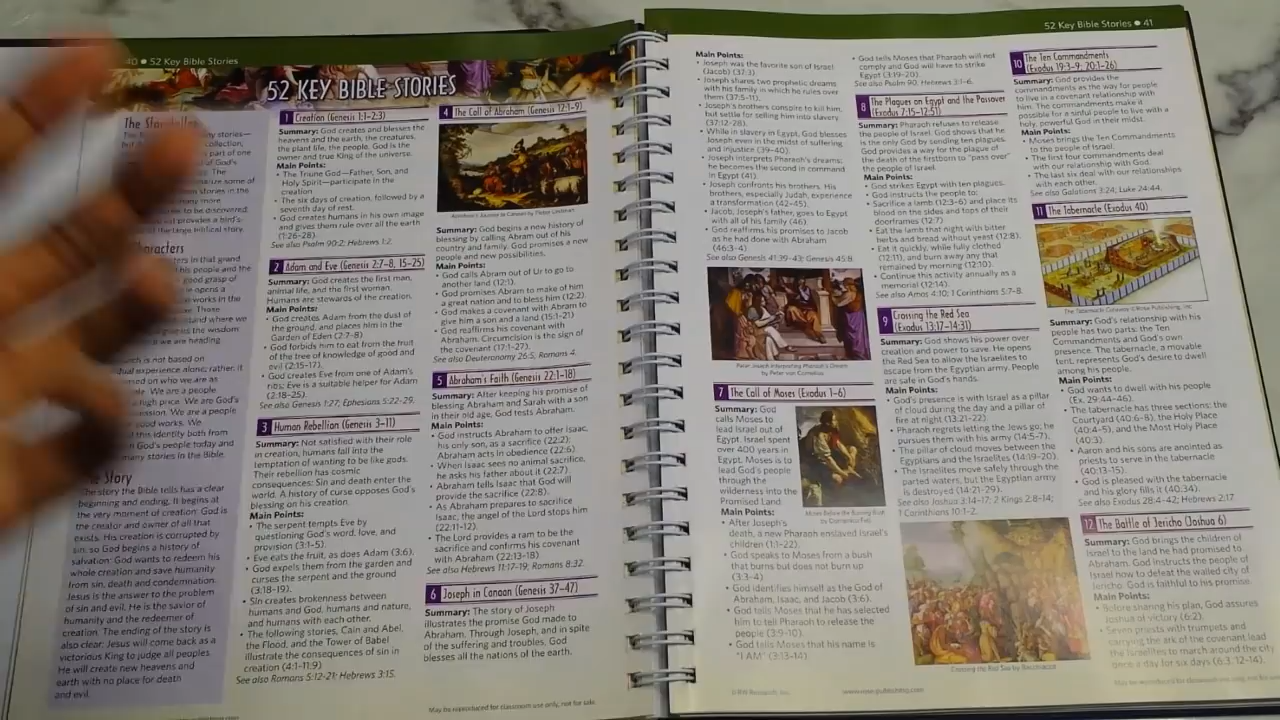 40 • 52 Key Bible Stories
52 KEY BIBLE STORIES
The Story
The story the Bible tells has a clear
beginning and ending. It begins at
the very moment of creation: God is
the creator and owner of all that
exists. His creation is corrupted by
sin, so God begins a history of
salvation: God wants to redeem his
whole creation and save humanity
from sin, death and condemnation.
Jesus is the answer to the problem
of sin and evil. He is the savior of
humanity and the redeemer of
creation. The ending of the story is
also clear: Jesus will come back as a
victorious King to judge all peoples.
He will create new heavens and
earth with no place for death
and evil.
1 Creation (Genesis 1:1-2:3)
Summary: God creates and blesses the
heavens and the earth, the creatures,
the plant life, the people. God is the
owner and true King of the universe.
Main Points:
• The Triune God—Father, Son, and
Holy Spirit—participate in the
creation
• The six days of creation, followed by a
seventh day of rest.
• God creates humans in his own image
and gives them rule over all the earth
(1:26-28).
See also Psalm 90:2; Hebrews 1:2.
2 Adam and Eve (Genesis 2:7-8, 15-25)
Summary: God creates the first man,
animal life, and the first woman.
Humans are stewards of the creation.
Main Points:
• God creates Adam from the dust of
the ground, and places him in the
Garden of Eden (2:7-8)
• God forbids him to eat from the fruit
of the tree of knowledge of good and
evil (2:15-17).
• God creates Eve from one of Adam's
ribs; Eve is a suitable helper for Adam
(2:18-25).
See also Genesis 1:27; Ephesians 5:22-29.
3 Human Rebellion (Genesis 3-11)
Summary: Not satisfied with their role
in creation, humans fall into the
temptation of wanting to be like gods.
Their rebellion has cosmic
consequences: Sin and death enter the
world. A history of curse opposes God's
blessing on his creation.
Main Points:
• The serpent tempts Eve by
questioning God's word, love, and
provision (3:1-5).
• Eve eats the fruit, as does Adam (3:6).
• God expels them from the garden and
curses the serpent and the ground
(3:18-19).
• Sin creates brokenness between
humans and God, humans and nature,
and humans with each other.
• The following stories, Cain and Abel,
the Flood, and the Tower of Babel
illustrate the consequences of sin in
creation (4:1-11:9)
See also Romans 5:12-21; Hebrews 3:15.
4 The Call of Abraham (Genesis 12:1-9)
Summary: God begins a new history of
blessing by calling Abram out of his
country and family. God promises a new
people and new possibilities.
Main Points:
• God calls Abram out of Ur to go to
another land (12:1).
• God promises Abram to make of him
a great nation and to bless him (12:2).
• God makes a covenant with Abram to
give him a son and a land (15:1-21)
• God reaffirms his covenant with
Abram. Circumcision is the sign of
the covenant (17:1-27).
See also Deuteronomy 26:5; Romans 4.
5 Abraham's Faith (Genesis 22:1-18)
Summary: After keeping his promise of
blessing Abraham and Sarah with a son
in their old age, God tests Abraham.
Main Points:
• God instructs Abraham to offer Isaac,
his only son, as a sacrifice (22:2);
Abraham acts in obedience (22:6)
• When Isaac sees no animal sacrifice,
he asks his father about it (22:7).
• Abraham tells Isaac that God will
provide the sacrifice (22:8).
• As Abraham prepares to sacrifice
Isaac, the angel of the Lord stops him
(22:11-12).
• The Lord provides a ram to be the
sacrifice and confirms his covenant
with Abraham (22:13-18).
See also Hebrews 11:17-19; Romans 8:32.
6 Joseph in Canaan (Genesis 37-47)
Summary: The story of Joseph
illustrates the promise God made to
Abraham. Through Joseph, and in spite
of the suffering and troubles, God
blesses all the nations of the earth.
May be reproduced for classroom use only, not for sale.
52 Key Bible Stories • 41
Main Points:
• Joseph was the favorite son of Israel
(Jacob) (37:3).
• Joseph shares two prophetic dreams
with his family in which he rules over
them (37:5-11).
• Joseph's brothers conspire to kill him,
but settle for selling him into slavery
(37:12-28).
• While in slavery in Egypt, God blesses
Joseph even in the midst of suffering
and injustice (39-40).
• Joseph interprets Pharaoh's dreams;
he becomes the second in command
in Egypt (41).
• Joseph confronts his brothers. His
brothers, especially Judah, experience
a transformation (42-45).
• Jacob, Joseph's father, goes to Egypt
with all of his family (46).
• God reaffirms his promises to Jacob
as he had done with Abraham
(46:3-4)
See also Genesis 41:39-43; Genesis 45:8.
7 The Call of Moses (Exodus 1-6)
Summary: God
calls Moses to
lead Israel out of
Egypt. Israel spent
over 400 years in
Egypt. Moses is to
lead God's people
through the
wilderness into the
Promised Land
Main Points:
• After Joseph's
death, a new Pharaoh enslaved Israel's
children (1:1-22).
• God speaks to Moses from a bush
that burns but does not burn up
(3:3-4)
• God identifies himself as the God of
Abraham, Isaac, and Jacob (3:6).
• God tells Moses that he has selected
him to tell Pharaoh to release the
people (3:9-10).
• God tells Moses that his name is
"I AM" (3:13-14)
• God tells Moses that Pharaoh will not
comply and God will have to strike
Egypt (3:19-20).
See also Psalm 90; Hebrews 3:1-6.
8 The Plagues on Egypt and the Passover
(Exodus 7:15-12:51)
Summary: Pharaoh refuses to release
the people of Israel. God shows that he
is the only God by sending ten plagues.
God provides a way for the plague of
the death of the firstborn to "pass over"
the people of Israel.
Main Points:
• God strikes Egypt with ten plagues.
• God instructs the people to:
• Sacrifice a lamb (12:3-6) and place its
blood on the sides and tops of their
doorframes (12:7)
• Eat the lamb that night with bitter
herbs and bread without yeast (12:8).
• Eat it quickly, while fully clothed
(12:11), and burn away any that
remained by morning (12:10).
• Continue this activity annually as a
memorial (12:14).
See also Amos 4:10; 1 Corinthians 5:7-8.
9 Crossing the Red Sea
(Exodus 13:17-14:31)
Summary: God shows his power over
creation and power to save. He opens
the Red Sea to allow the Israelites to
escape from the Egyptian army. People
are safe in God's hands.
Main Points:
• God's presence is with Israel as a pillar
of cloud during the day and a pillar of
fire at night (13:21-22).
• Pharaoh regrets letting the Jews go; he
pursues them with his army (14:5-7).
• The pillar of cloud moves between the
Egyptians and the Israelites (14:19-20).
• The Israelites move safely through the
parted waters, but the Egyptian army
is destroyed (14:21-29).
See also Joshua 3:14-17; 2 Kings 2:8-14;
1 Corinthians 10:1-2.
10 The Ten Commandments
(Exodus 19:3-9; 20:1-26)
Summary: God provides the
commandments as the way for people
to live in a covenant relationship with
him. The commandments make it
possible for a sinful people to live with a
holy, powerful God in their midst.
Main Points:
• Moses brings the Ten Commandments
to the people of Israel.
• The first four commandments deal
with our relationship with God.
• The last six deal with our relationships
with each other.
See also Galatians 3:24; Luke 24:44.
11 The Tabernacle (Exodus 40)
Summary: God's relationship with his
people has two parts: the Ten
Commandments and God's own
presence. The tabernacle, a movable
tent, represents God's desire to dwell
among his people.
Main Points:
• God wants to dwell with his people
(Ex. 29:44-46).
• The tabernacle has three sections: the
Courtyard (40:6-8), the Holy Place
(40:4-5), and the Most Holy Place
(40:3).
• Aaron and his sons are anointed as
priests to serve in the tabernacle
(40:13-15).
• God is pleased with the tabernacle
and his glory fills it (40:34).
See also Exodus 28:4-42; Hebrews 2:17.
12 The Battle of Jericho (Joshua 6)
Summary: God brings the children of
Israel to the land he had promised to
Abraham. God instructs the people of
Israel how to defeat the walled city of
Jericho. God is faithful to his promise.
Main Points:
• Before sharing his plan, God assures
Joshua of victory (6:2).
• Seven priests with trumpets and
carrying the ark of the covenant lead
the Israelites to march around the city
once a day for six days (6:3, 12-14).